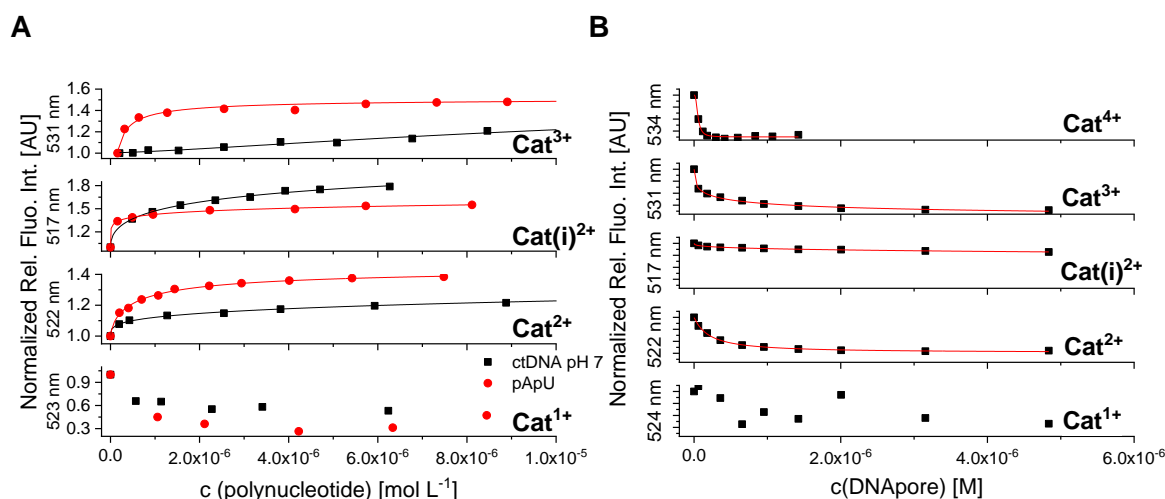 A
Normalized Rel. Fluo. Int. [AU]
531 nm
1.6
1.4
1.2
1.0
Cat3+
517 nm
1.8
1.5
1.2
Cat(i)2+
522 nm
1.4
1.2
1.0
Cat2+
523 nm
0.9
0.6
0.3
ctDNA pH 7
pApU
Cat1+
0.0
2.0x10-6
4.0x10-6
6.0x10-6
8.0x10-6
1.0x10-5
c (polynucleotide) [mol L-1]
B
Normalized Rel. Fluo. Int. [AU]
534 nm
Cat4+
531 nm
Cat3+
517 nm
Cat(i)2+
522 nm
Cat2+
524 nm
Cat1+
0.0
2.0x10-6
4.0x10-6
6.0x10-6
c(DNApore) [M]